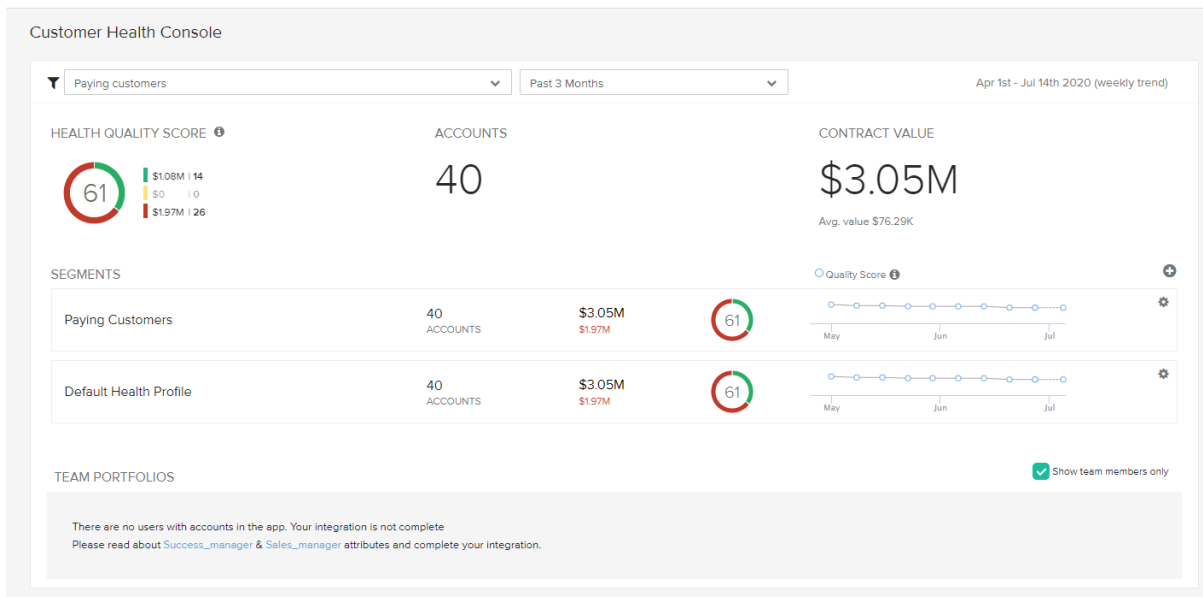 Customer Health Console
Paying customers
Past 3 Months
Apr 1st - Jul 14th 2020 (weekly trend)
HEALTH QUALITY SCORE
ACCOUNTS
CONTRACT VALUE
61
$1.08M | 14
$0 | 0
$1.97M | 26
40
$3.05M
Avg. value $76.29K
SEGMENTS
Quality Score
Paying Customers
40
ACCOUNTS
$3.05M
$1.97M
61
May Jun Jul
Default Health Profile
40
ACCOUNTS
$3.05M
$1.97M
61
May Jun Jul
TEAM PORTFOLIOS
Show team members only
There are no users with accounts in the app. Your integration is not complete
Please read about Success_manager & Sales_manager attributes and complete your integration.